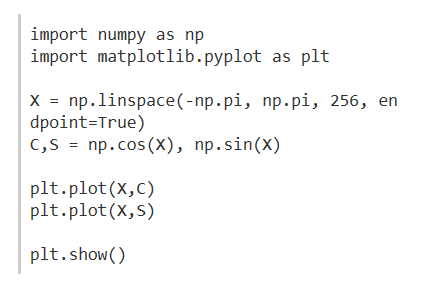 import numpy as np
import matplotlib.pyplot as plt
X = np.linspace(-np.pi, np.pi, 256, en
dpoint=True)
C,S = np.cos(X), np.sin(X)
plt.plot(X,C)
plt.plot(X,S)
plt.show()